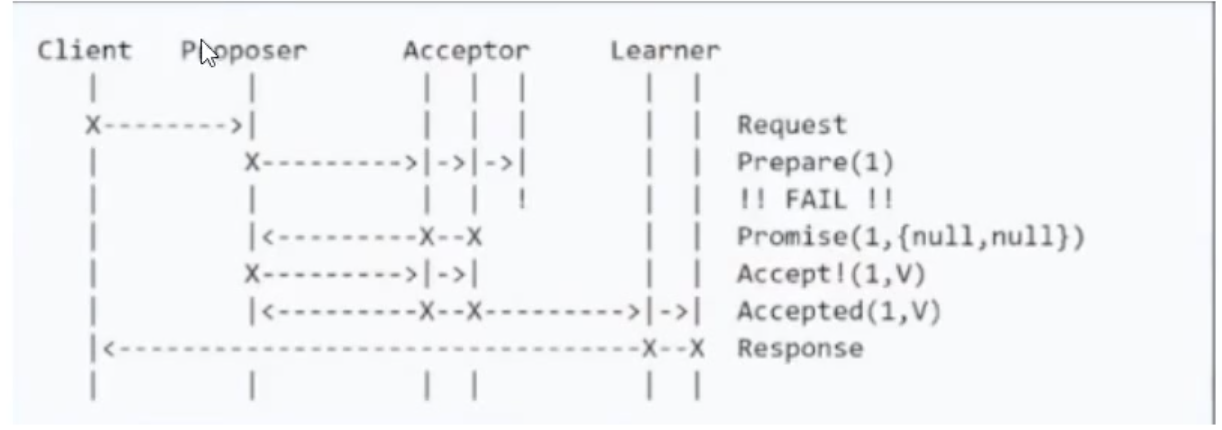 Client   Proposer      Acceptor     Learner
   |         |          |  |  |       |  |
   X-------->|          |  |  |       |  |  Request
   |         X--------->|->|->|       |  |  Prepare(1)
   |         |          |  |  !       |  |  !! FAIL !!
   |         |<---------X--X          |  |  Promise(1,{null,null})
   |         X--------->|->|          |  |  Accept!(1,V)
   |         |<---------X--X--------->|->|  Accepted(1,V)
   |<---------------------------------X--X  Response
   |         |          |  |          |  |